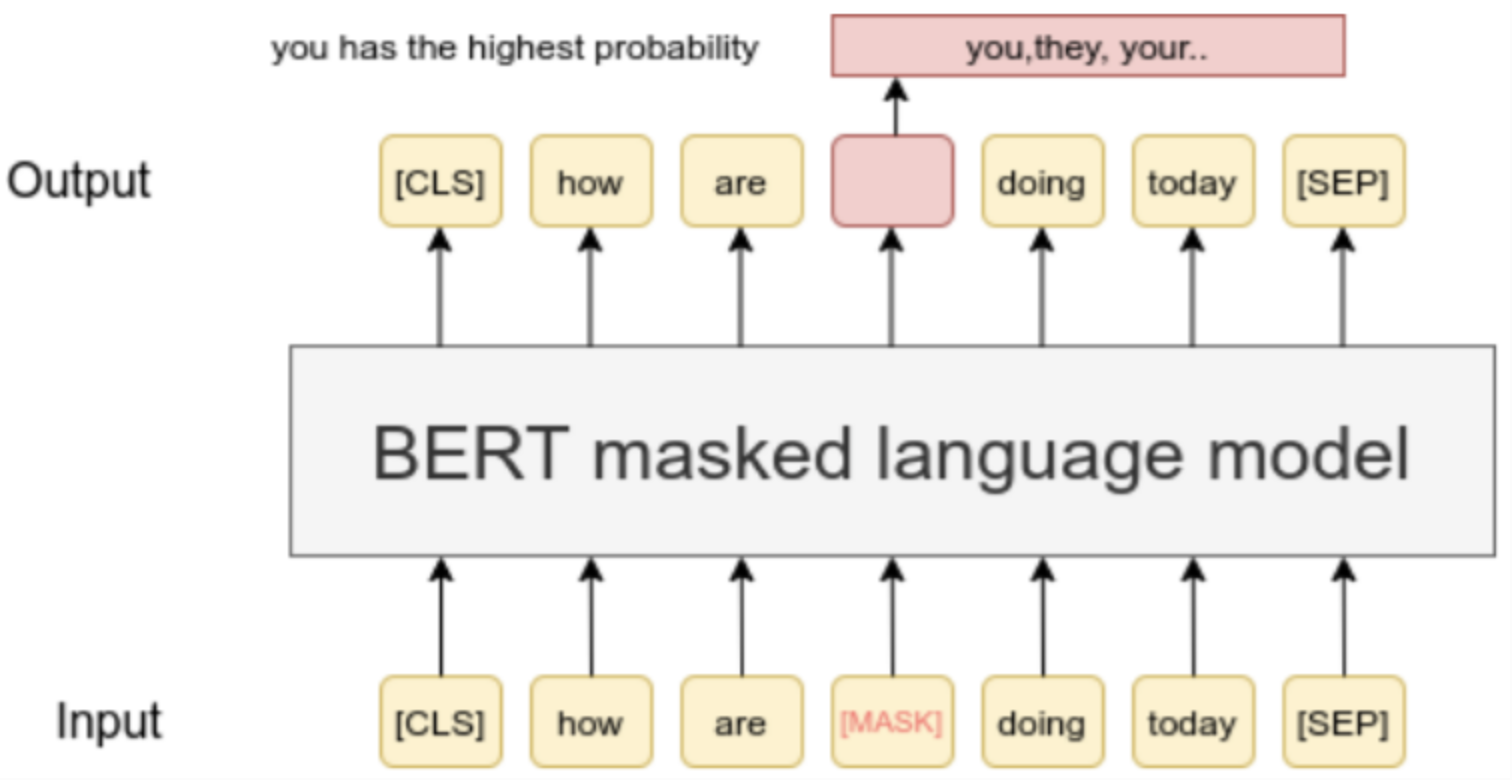 you has the highest probability
you,they, your..
Output
[CLS] how are doing today [SEP]
BERT masked language model
Input
[CLS] how are [MASK] doing today [SEP]